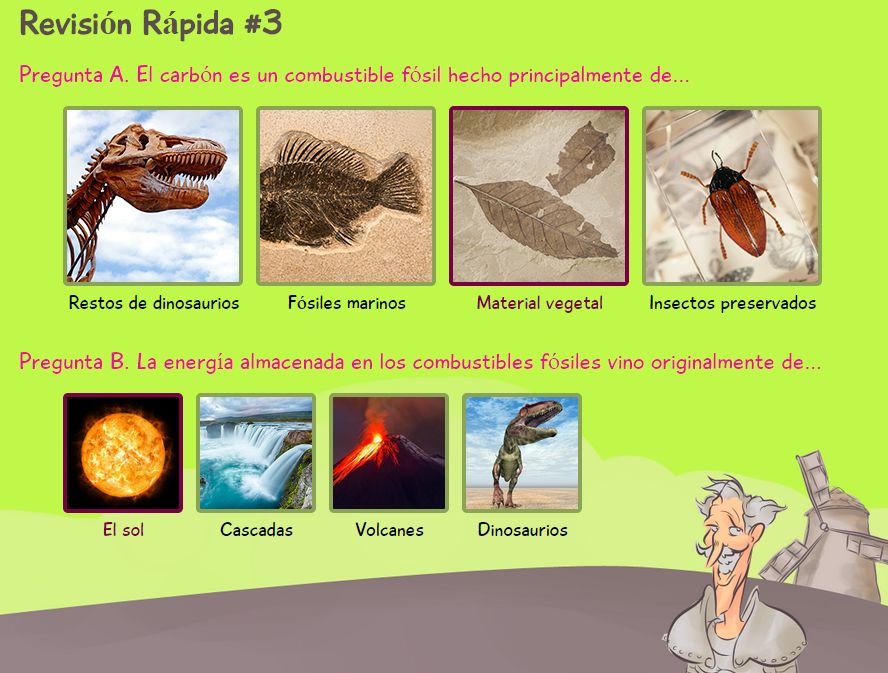 Revisión Rápida #3
Pregunta A. El carbón es un combustible fósil hecho principalmente de...
Restos de dinosaurios
Fósiles marinos
Material vegetal
Insectos preservados
Pregunta B. La energía almacenada en los combustibles fósiles vino originalmente de...
El sol
Cascadas
Volcanes
Dinosaurios